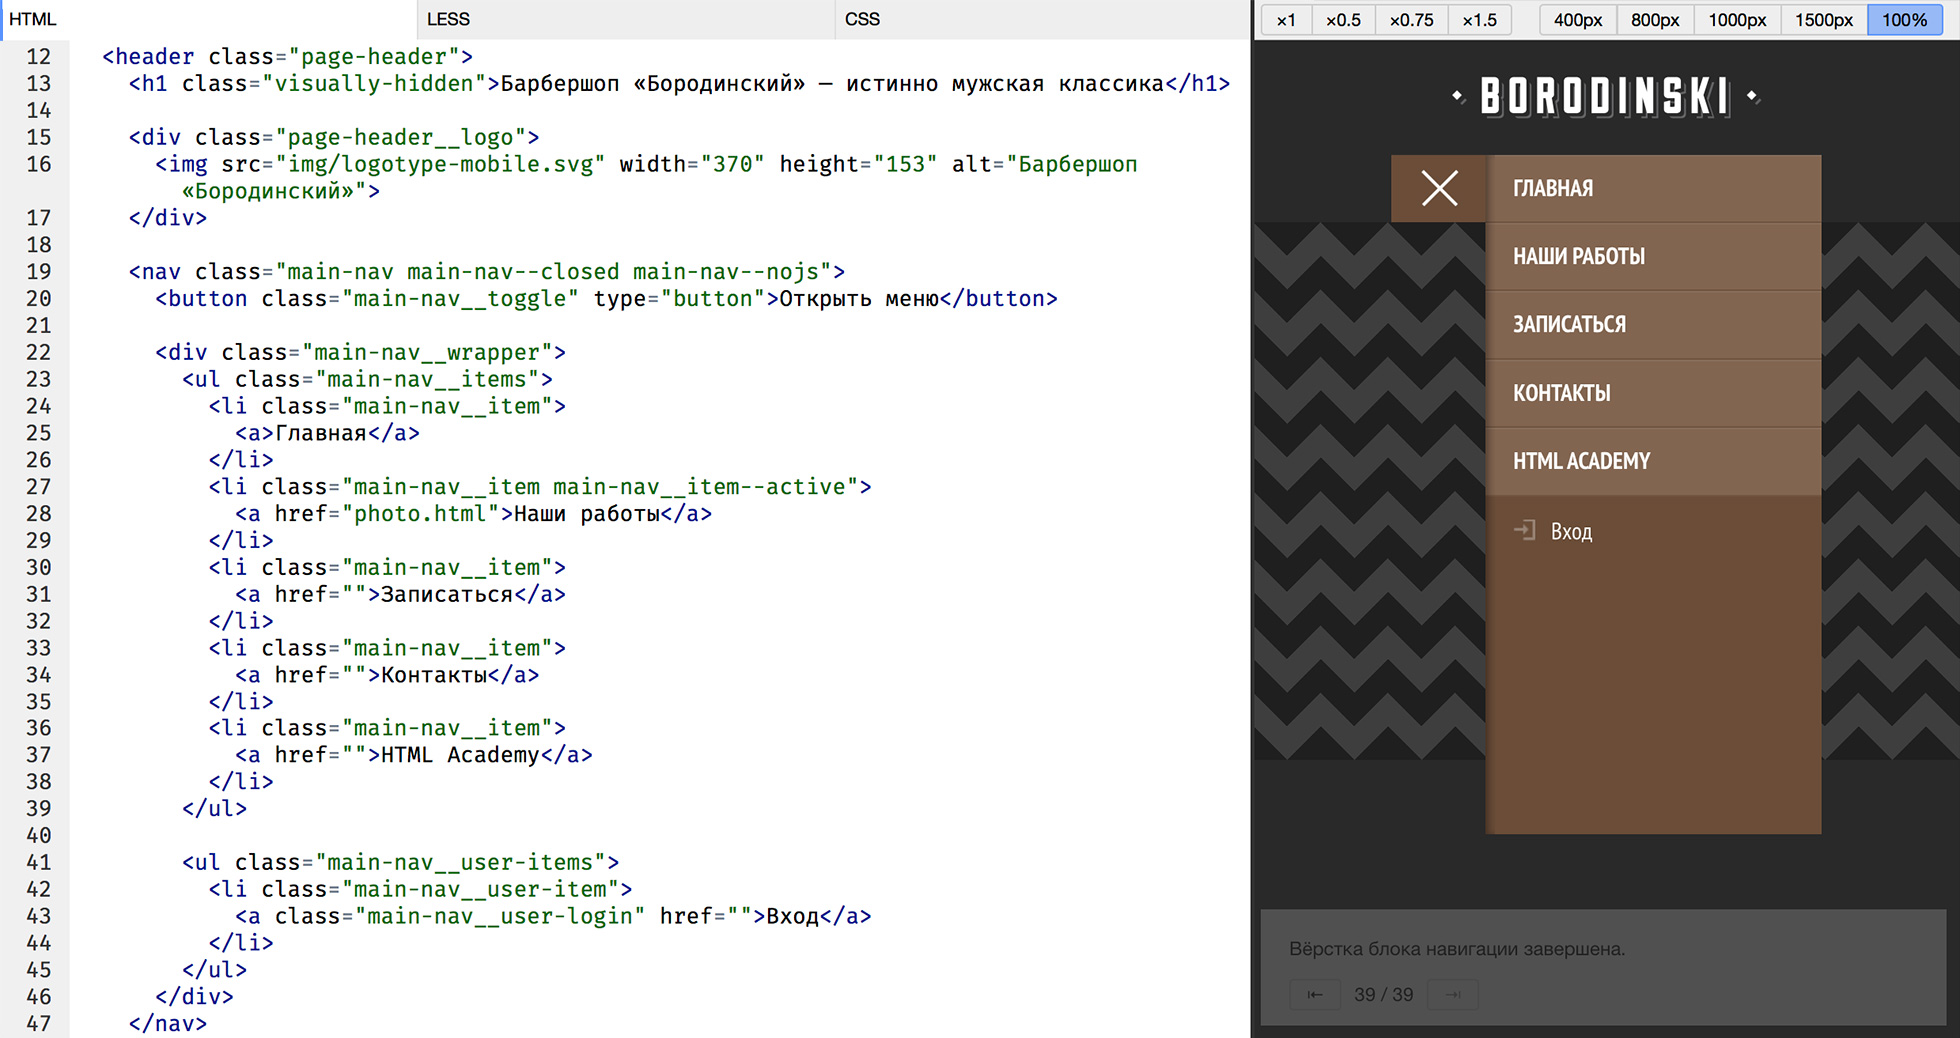 HTML
LESS
CSS
×1 ×0.5 ×0.75 ×1.5 400px 800px 1000px 1500px 100%
12 <header class="page-header">
13 <h1 class="visually-hidden">Барбершоп «Бородинский» — истинно мужская классика</h1>
14
15 <div class="page-header__logo">
16 <img src="img/logotype-mobile.svg" width="370" height="153" alt="Барбершоп
«Бородинский»">
17 </div>
18
19 <nav class="main-nav main-nav--closed main-nav--nojs">
20 <button class="main-nav__toggle" type="button">Открыть меню</button>
21
22 <div class="main-nav__wrapper">
23 <ul class="main-nav__items">
24 <li class="main-nav__item">
25 <a>Главная</a>
26 </li>
27 <li class="main-nav__item main-nav__item--active">
28 <a href="photo.html">Наши работы</a>
29 </li>
30 <li class="main-nav__item">
31 <a href="">Записаться</a>
32 </li>
33 <li class="main-nav__item">
34 <a href="">Контакты</a>
35 </li>
36 <li class="main-nav__item">
37 <a href="">HTML Academy</a>
38 </li>
39 </ul>
40
41 <ul class="main-nav__user-items">
42 <li class="main-nav__user-item">
43 <a class="main-nav__user-login" href="">Вход</a>
44 </li>
45 </ul>
46 </div>
47 </nav>
BORODINSKI
ГЛАВНАЯ
НАШИ РАБОТЫ
ЗАПИСАТЬСЯ
КОНТАКТЫ
HTML ACADEMY
Вход
Вёрстка блока навигации завершена.
39 / 39